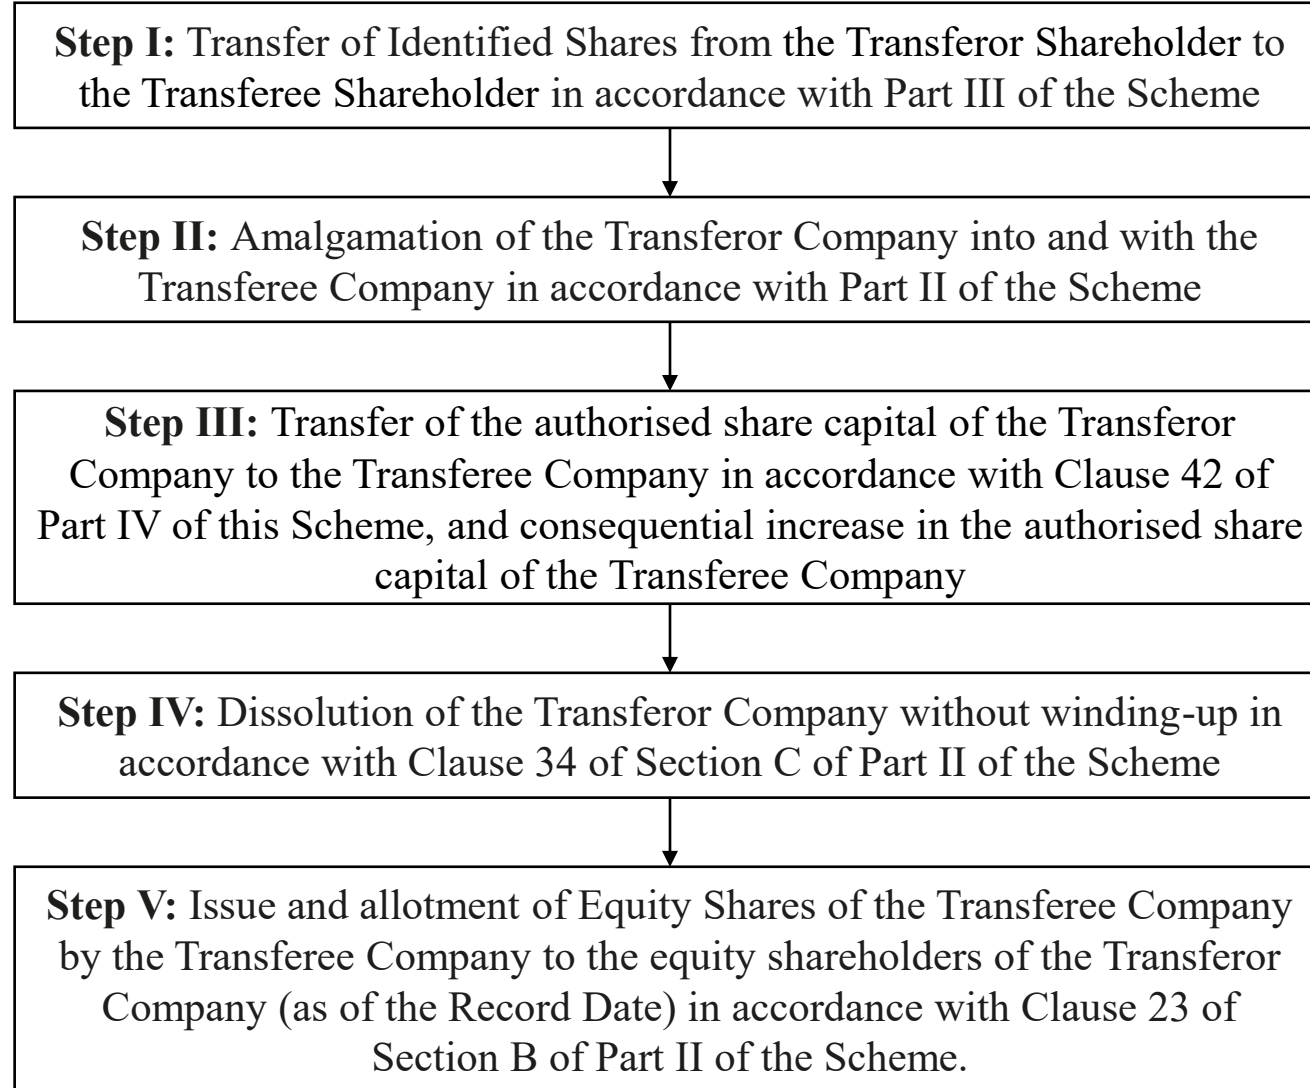 Step I: Transfer of Identified Shares from the Transferor Shareholder to
the Transferee Shareholder in accordance with Part III of the Scheme
Step II: Amalgamation of the Transferor Company into and with the
Transferee Company in accordance with Part II of the Scheme
Step III: Transfer of the authorised share capital of the Transferor
Company to the Transferee Company in accordance with Clause 42 of
Part IV of this Scheme, and consequential increase in the authorised share
capital of the Transferee Company
Step IV: Dissolution of the Transferor Company without winding-up in
accordance with Clause 34 of Section C of Part II of the Scheme
Step V: Issue and allotment of Equity Shares of the Transferee Company
by the Transferee Company to the equity shareholders of the Transferor
Company (as of the Record Date) in accordance with Clause 23 of
Section B of Part II of the Scheme.